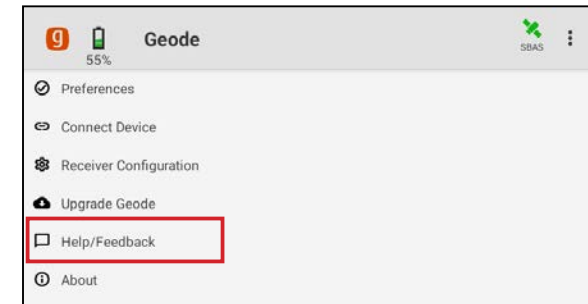 g
Geode
SBAS
55%
Preferences
Connect Device
Receiver Configuration
Upgrade Geode
Help/Feedback
About